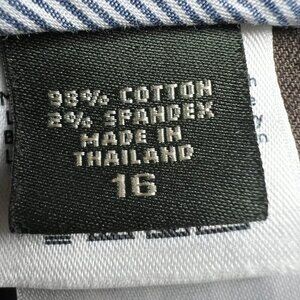 98% COTTON
2% SPANDEX
MADE IN
THAILAND
16